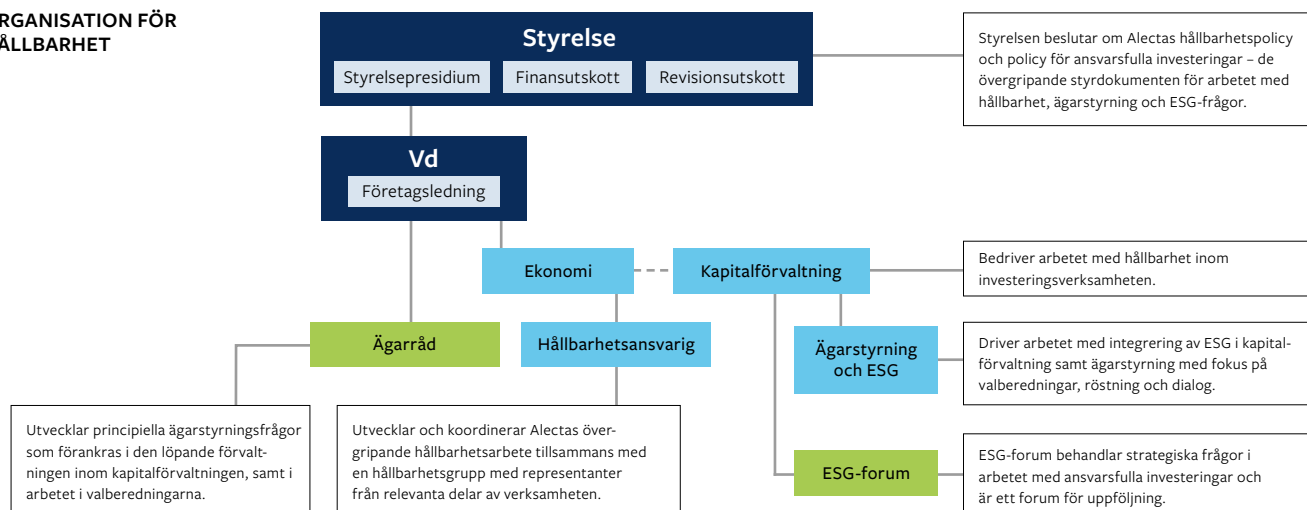 RGANISATION FÖR
ÅLLBARHET
Styrelse
Styrelsepresidium
Finansutskott
Revisionsutskott
Styrelsen beslutar om Alectas hållbarhetspolicy
och policy för ansvarsfulla investeringar – de
övergripande styrdokumenten för arbetet med
hållbarhet, ägarstyrning och ESG-frågor.
Vd
Företagsledning
Ekonomi
Kapitalförvaltning
Bedriver arbetet med hållbarhet inom
investeringsverksamheten.
Ägarråd
Hållbarhetsansvarig
Ägarstyrning
och ESG
Driver arbetet med integrering av ESG i kapital-
förvaltning samt ägarstyrning med fokus på
valberedningar, röstning och dialog.
Utvecklar principiella ägarstyrningsfrågor
som förankras i den löpande förvalt-
ningen inom kapitalförvaltningen, samt i
arbetet i valberedningarna.
Utvecklar och koordinerar Alectas över-
gripande hållbarhetsarbete tillsammans med
en hållbarhetsgrupp med representanter
från relevanta delar av verksamheten.
ESG-forum
ESG-forum behandlar strategiska frågor i
arbetet med ansvarsfulla investeringar och
är ett forum för uppföljning.